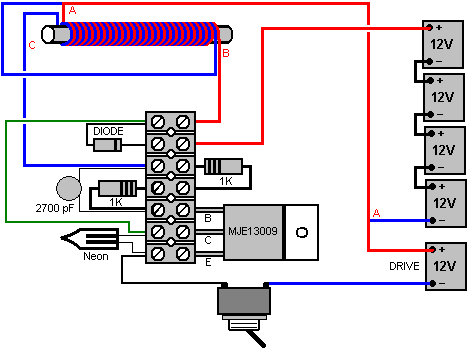 A
C
B
+
12V
−
+
12V
−
DIODE
+
12V
−
1K
1K
2700 pF
+
12V
−
A
B
MJE13009
C
E
Neon
DRIVE
+
12V
−